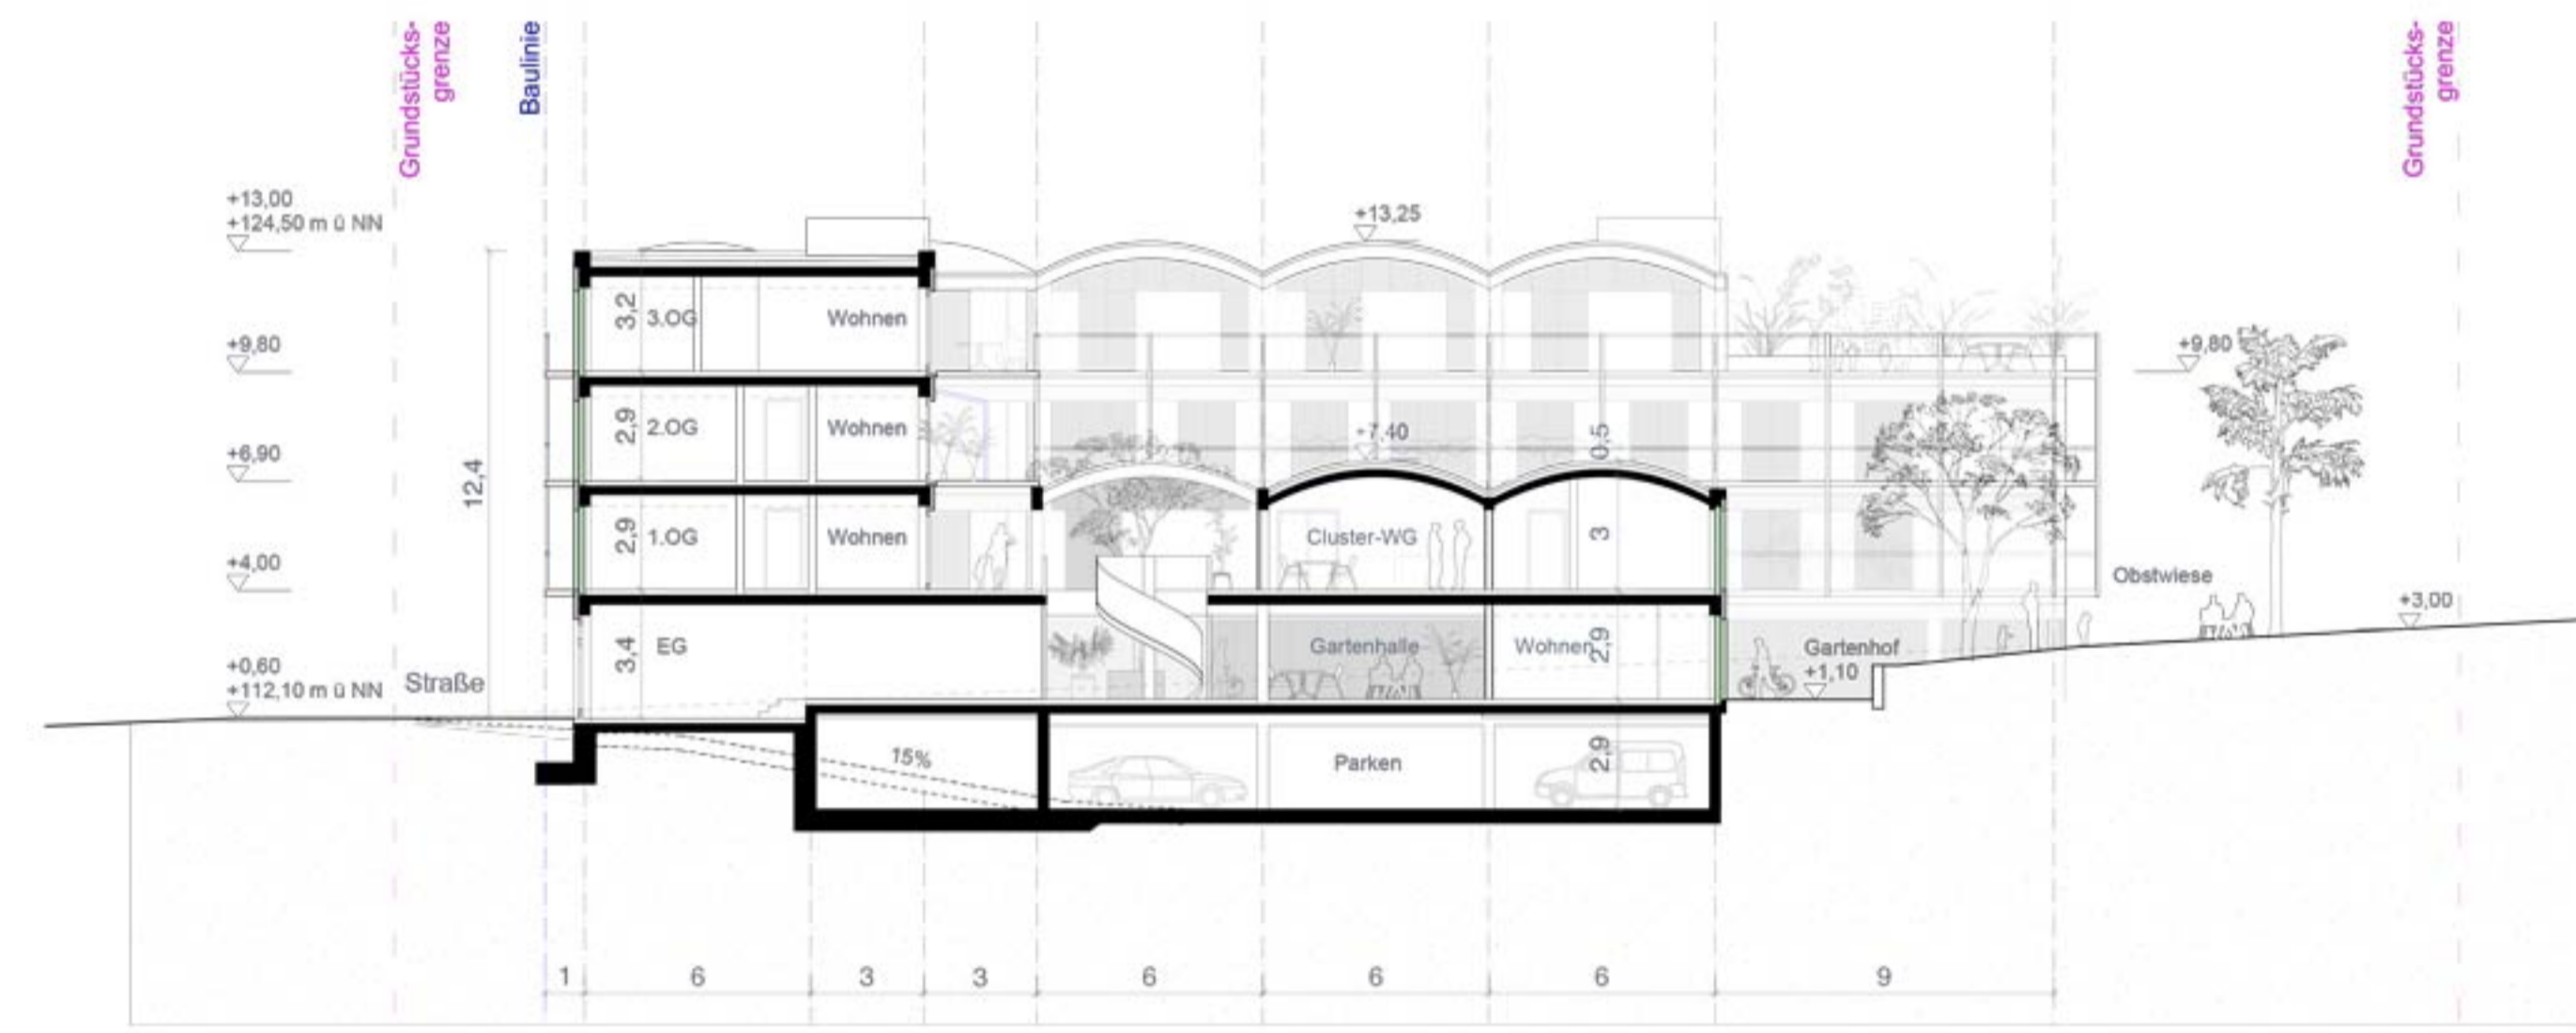 Grundstücks-
grenze
Baulinie
Grundstücks-
grenze
+13,00
+124,50 m ü NN
+13,25
3,2
3.OG
Wohnen
+9,80
+9,80
2,9
2.OG
Wohnen
+7,40
0,5
+6,90
12,4
2,9
1.OG
Wohnen
Cluster-WG
3
+4,00
Obstwiese
+3,00
3,4
EG
Gartenhalle
Wohnen
2,9
Gartenhof
+1,10
+0,60
+112,10 m ü NN
Straße
15%
Parken
2,9
1
6
3
3
6
6
6
9